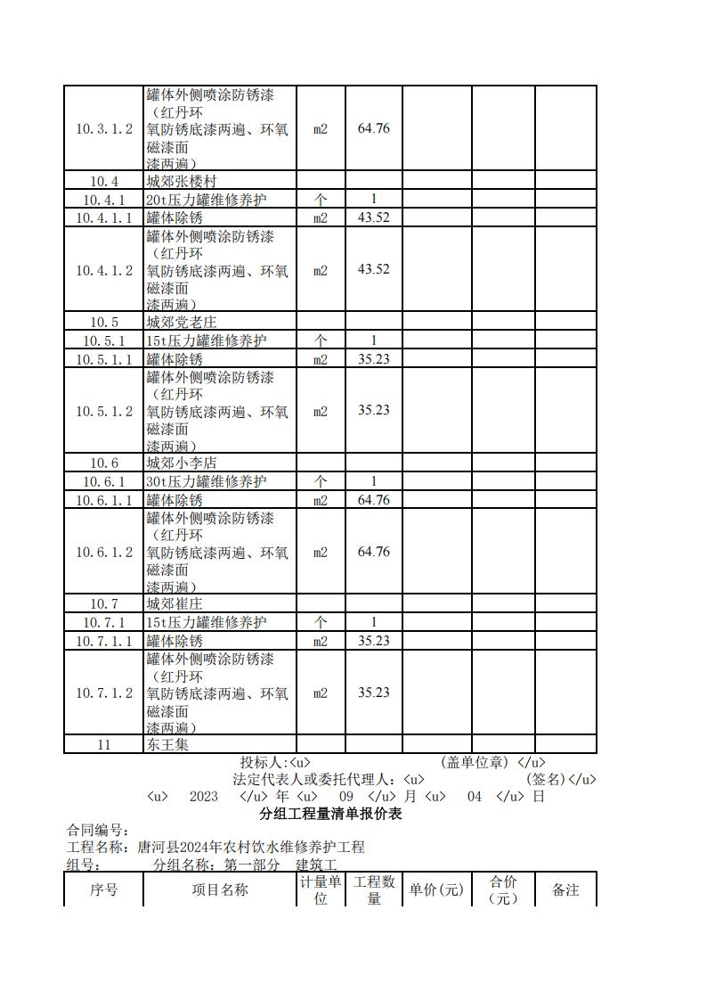 罐体外侧喷涂防锈漆
（红丹环
10.3.1.2 氧防锈底漆两遍、环氧 m2 64.76
磁漆面
漆两遍）
10.4 城郊张楼村
10.4.1 20t压力罐维修养护 个 1
10.4.1.1 罐体除锈 m2 43.52
罐体外侧喷涂防锈漆
（红丹环
10.4.1.2 氧防锈底漆两遍、环氧 m2 43.52
磁漆面
漆两遍）
10.5 城郊党老庄
10.5.1 15t压力罐维修养护 个 1
10.5.1.1 罐体除锈 m2 35.23
罐体外侧喷涂防锈漆
（红丹环
10.5.1.2 氧防锈底漆两遍、环氧 m2 35.23
磁漆面
漆两遍）
10.6 城郊小李店
10.6.1 30t压力罐维修养护 个 1
10.6.1.1 罐体除锈 m2 64.76
罐体外侧喷涂防锈漆
（红丹环
10.6.1.2 氧防锈底漆两遍、环氧 m2 64.76
磁漆面
漆两遍）
10.7 城郊崔庄
10.7.1 15t压力罐维修养护 个 1
10.7.1.1 罐体除锈 m2 35.23
罐体外侧喷涂防锈漆
（红丹环
10.7.1.2 氧防锈底漆两遍、环氧 m2 35.23
磁漆面
漆两遍）
11 东王集
投标人:<u> (盖单位章) </u>
法定代表人或委托代理人：<u> (签名)</u>
<u> 2023 </u> 年 <u> 09 </u> 月 <u> 04 </u> 日
分组工程量清单报价表
合同编号：
工程名称：唐河县2024年农村饮水维修养护工程
组号： 分组名称：第一部分 建筑工
序号 项目名称 计量单位 工程数量 单价(元) 合价（元） 备注